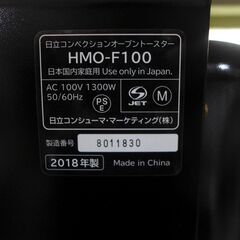 日立コンベクションオーブントースター
HMO-F100
日本国内家庭用 Use only in Japan.
AC 100V 1300W
50/60Hz
PS
E
S
JET
M
日立コンシューマ・マーケティング(株)
製造番号 8011830
2018年製 Made in China